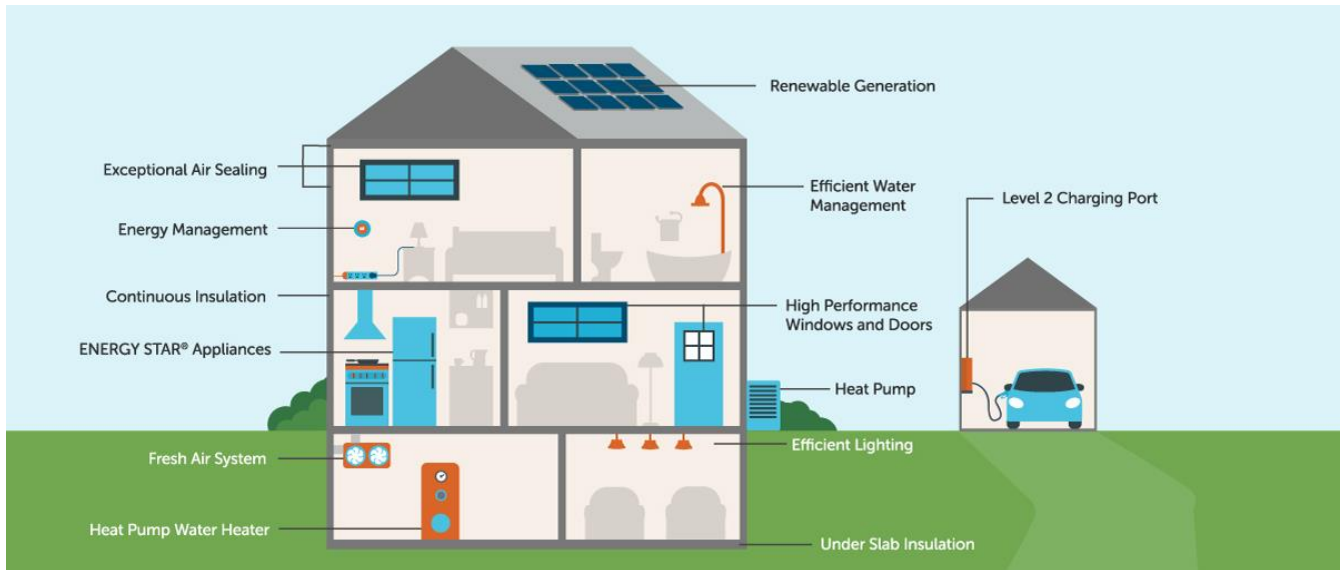 Renewable Generation
Exceptional Air Sealing
Efficient Water
Management
Level 2 Charging Port
Energy Management
Continuous Insulation
High Performance
Windows and Doors
ENERGY STAR® Appliances
Heat Pump
Efficient Lighting
Fresh Air System
Heat Pump Water Heater
Under Slab Insulation